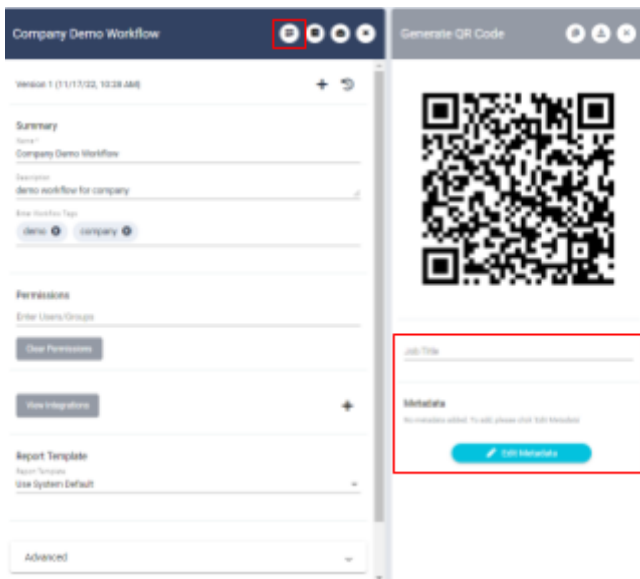 Company Demo Workflow
Version 1 (11/17/22, 10:28 AM)
Summary
Name *
Company Demo Workflow
Description
demo workflow for company
Enter Workflow Tags
demo
company
Permissions
Enter Users/Groups
Clear Permissions
View Integrations
Report Template
Report Template
Use System Default
Advanced
Generate QR Code
Job Title
Metadata
No metadata added. To add, please click Edit Metadata
Edit Metadata